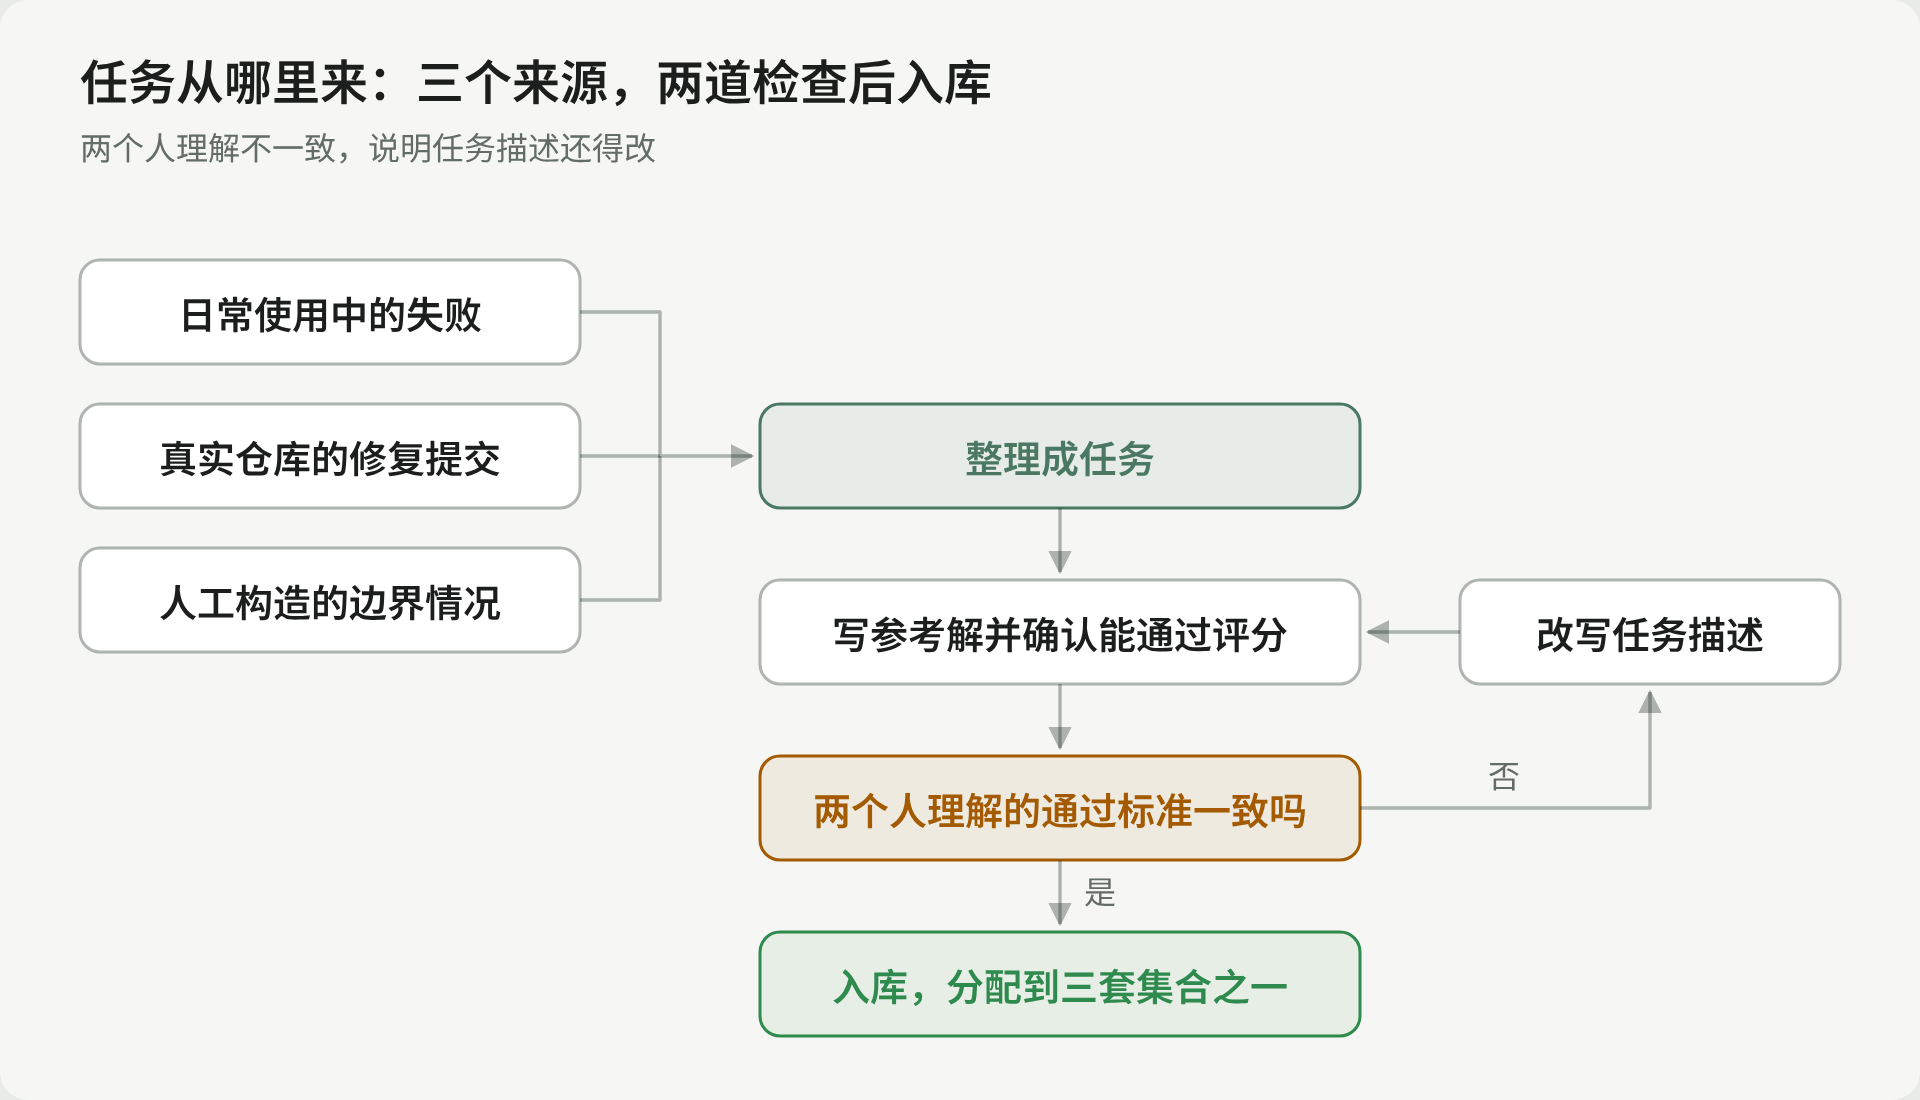 任务从哪里来：三个来源，两道检查后入库
两个人理解不一致，说明任务描述还得改
日常使用中的失败
真实仓库的修复提交
人工构造的边界情况
整理成任务
写参考解并确认能通过评分
改写任务描述
两个人理解的通过标准一致吗
否
是
入库，分配到三套集合之一